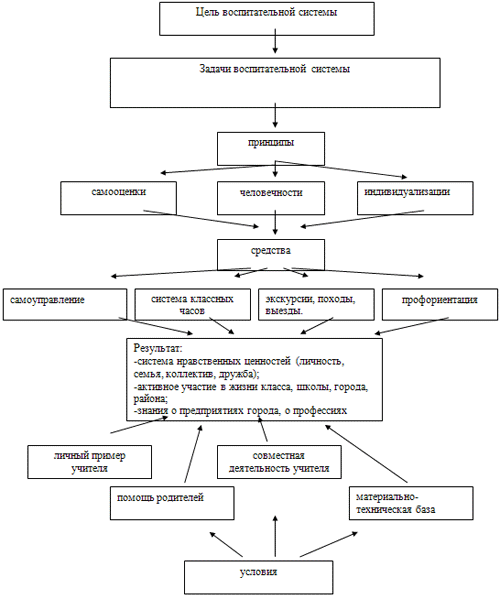 Цель воспитательной системы
Задачи воспитательной системы
принципы
самооценки
человечности
индивидуализации
средства
самоуправление
система классных
часов
экскурсии, походы,
выезды.
профориентация
Результат:
-система нравственных ценностей (личность,
семья, коллектив, дружба);
-активное участие в жизни класса, школы, города,
района;
-знания о предприятиях города, о профессиях
личный пример
учителя
совместная
деятельность учителя
помощь родителей
материально-
техническая база
условия